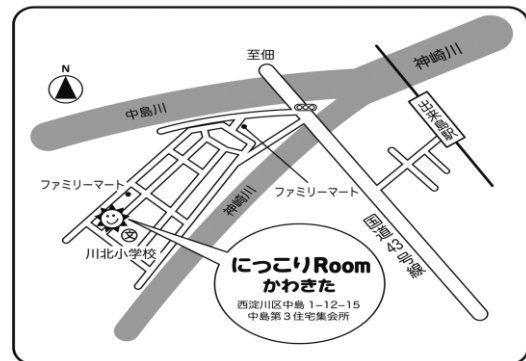 N
至佃
神崎川
中島川
出来島駅
ファミリーマート
ファミリーマート
神崎川
国道43号線
川北小学校
にっこりRoom
かわきた
西淀川区中島 1−12−15
中島第３住宅集会所